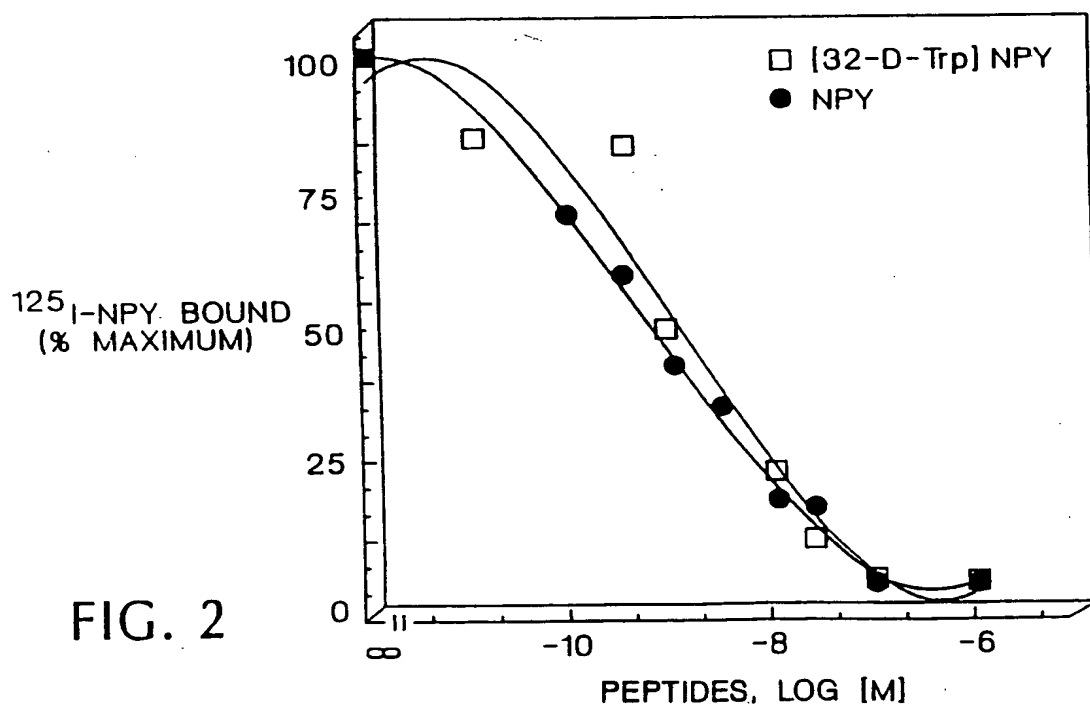 100
75
50
25
0
125I-NPY BOUND
(% MAXIMUM)
□ [32-D-Trp] NPY
● NPY
∞
-10
-8
-6
PEPTIDES, LOG [M]
FIG. 2